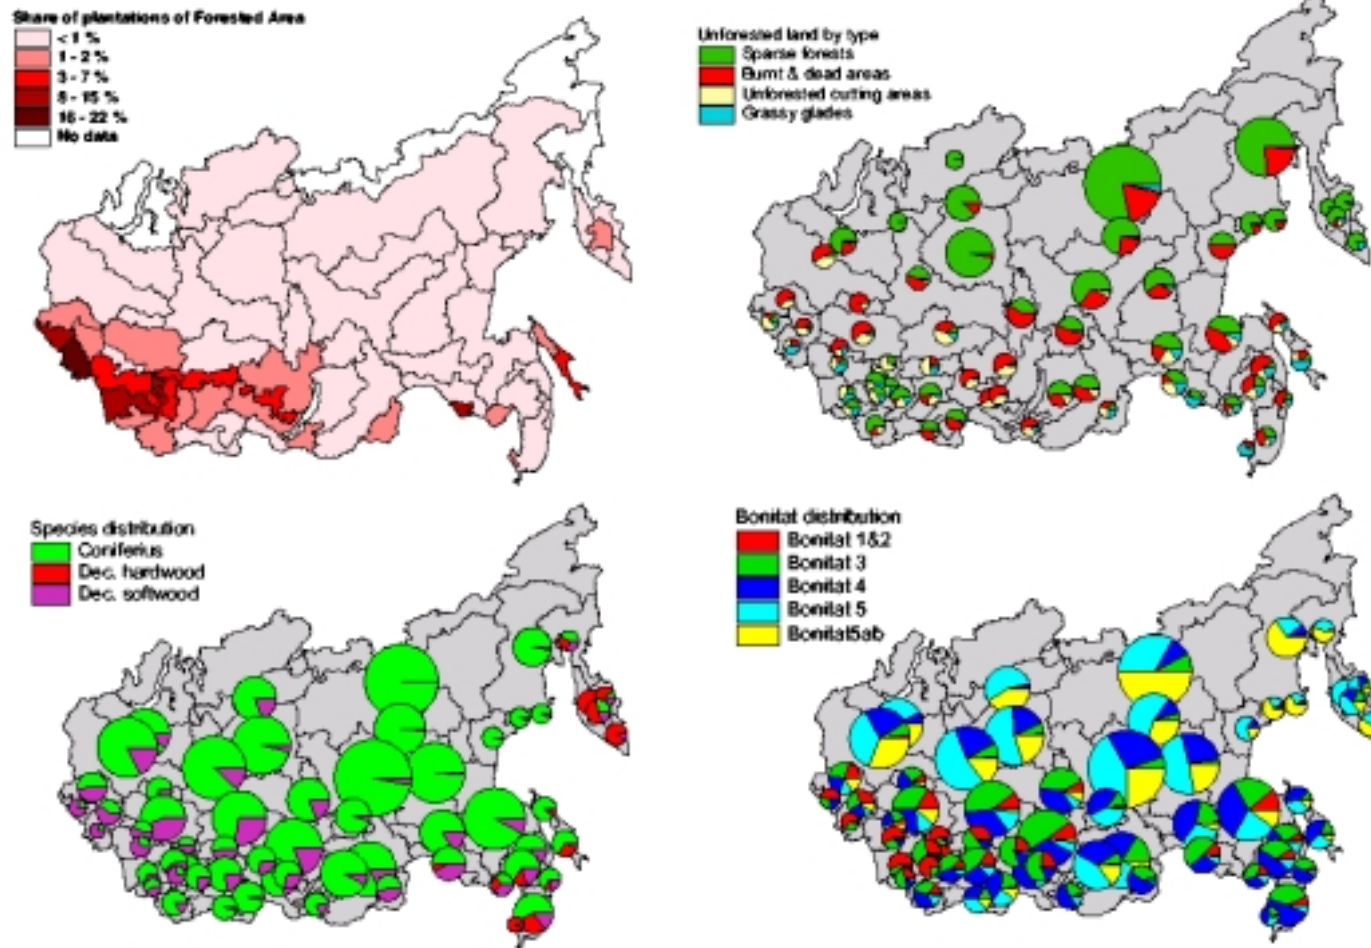 Share of plantations of Forested Area
< 1 %
1 - 2 %
3 - 7 %
8 - 15 %
16 - 22 %
No data
Unforested land by type
Sparse forests
Burnt & dead areas
Unforested cutting areas
Grassy glades
Species distribution
Coniferius
Dec. hardwood
Dec. softwood
Bonitat distribution
Bonitat 1&2
Bonitat 3
Bonitat 4
Bonitat 5
Bonitat5ab